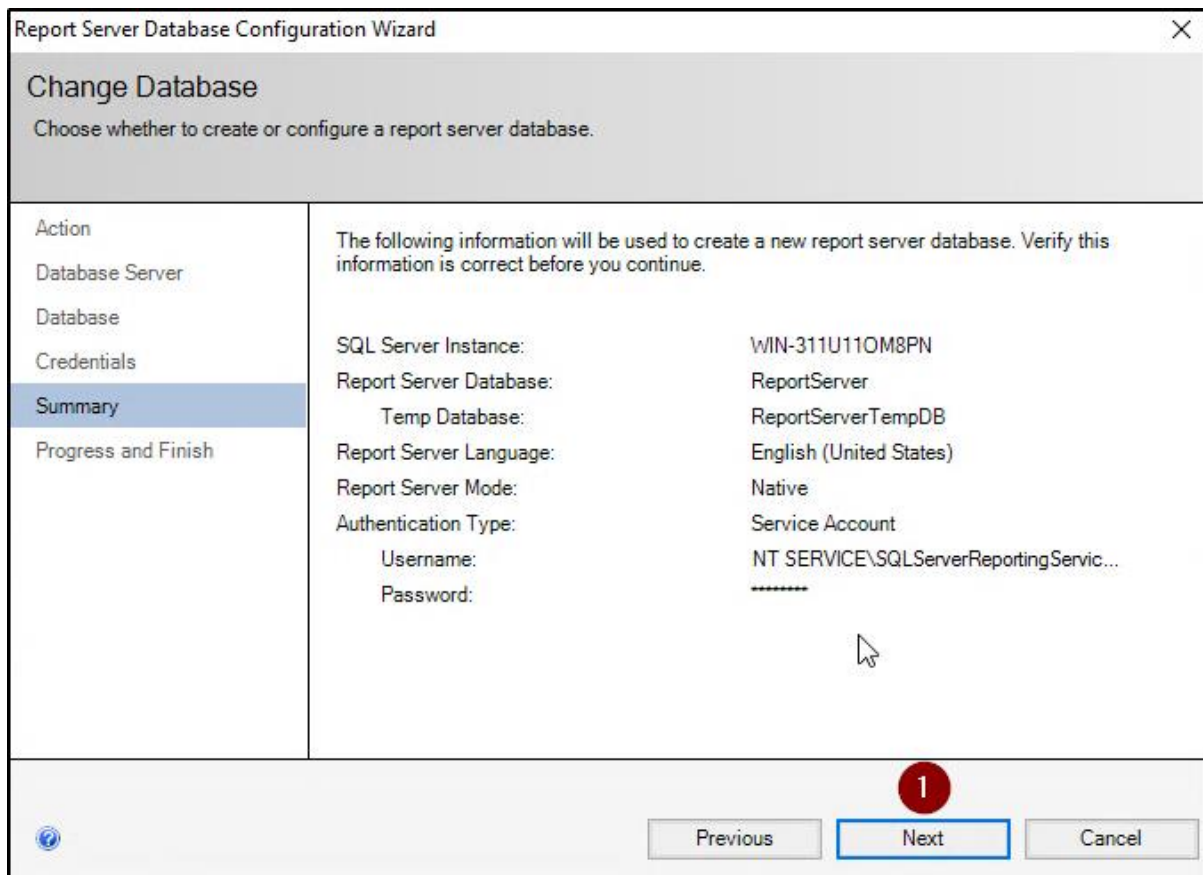 Report Server Database Configuration Wizard
Change Database
Choose whether to create or configure a report server database.
Action
Database Server
Database
Credentials
Summary
Progress and Finish
The following information will be used to create a new report server database. Verify this
information is correct before you continue.
SQL Server Instance: WIN-311U11OM8PN
Report Server Database: ReportServer
Temp Database: ReportServerTempDB
Report Server Language: English (United States)
Report Server Mode: Native
Authentication Type: Service Account
Username: NT SERVICE\SQLServerReportingServic...
Password: ********
1
Previous Next Cancel